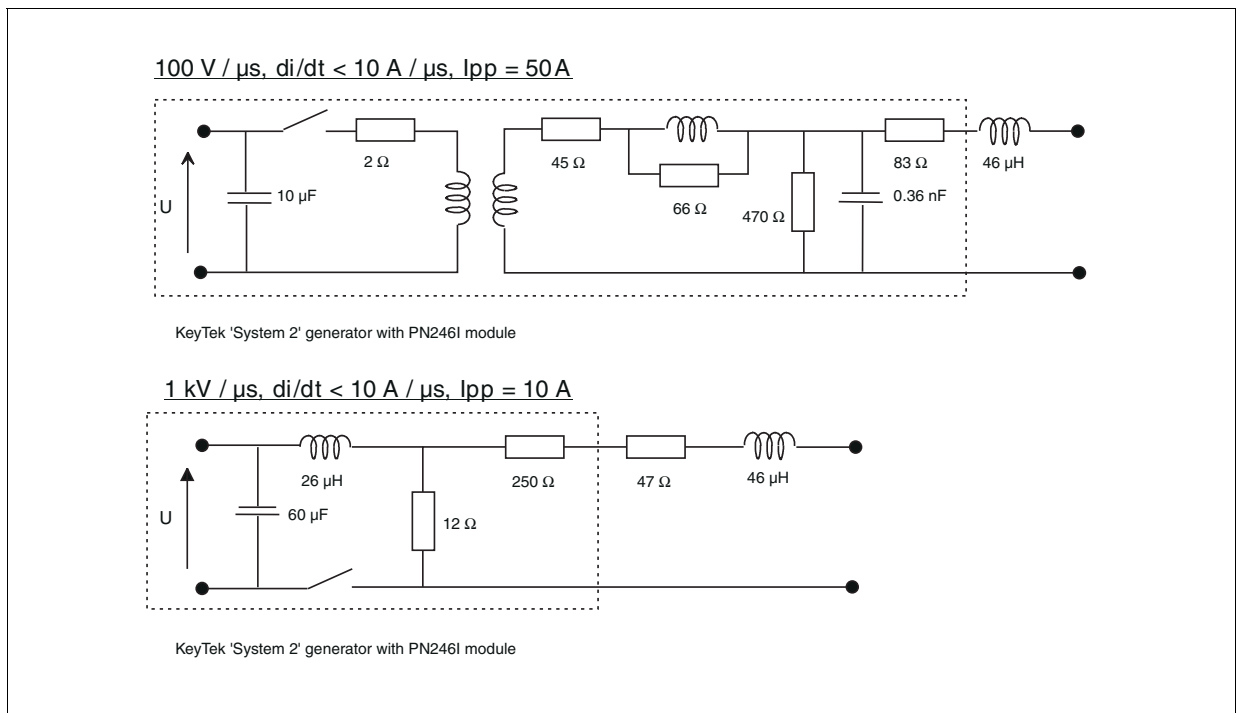 100 V / µs, di/dt < 10 A / µs, Ipp = 50 A
U
10 µF
2 Ω
45 Ω
66 Ω
470 Ω
0.36 nF
83 Ω
46 µH
KeyTek 'System 2' generator with PN246I module
1 kV / µs, di/dt < 10 A / µs, Ipp = 10 A
U
60 µF
26 µH
12 Ω
250 Ω
47 Ω
46 µH
KeyTek 'System 2' generator with PN246I module